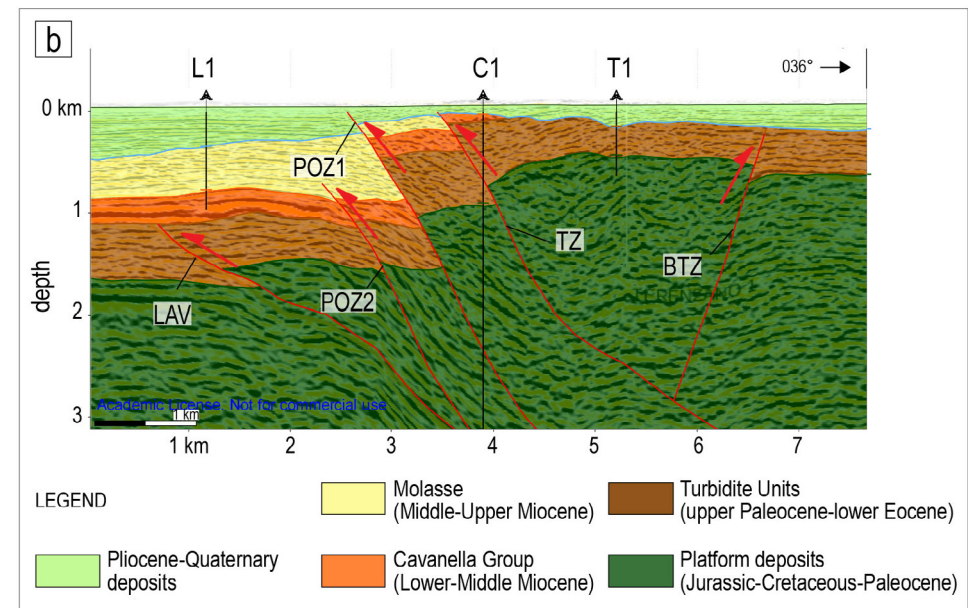 b
L1
C1
T1
036°
0 km
POZ1
1
TZ
BTZ
depth
LAV
POZ2
2
Academic License. Not for commercial use
1 km
3
1 km
2
3
4
5
6
7
LEGEND
Molasse
(Middle-Upper Miocene)
Turbidite Units
(upper Paleocene-lower Eocene)
Pliocene-Quaternary
deposits
Cavanella Group
(Lower-Middle Miocene)
Platform deposits
(Jurassic-Cretaceous-Paleocene)